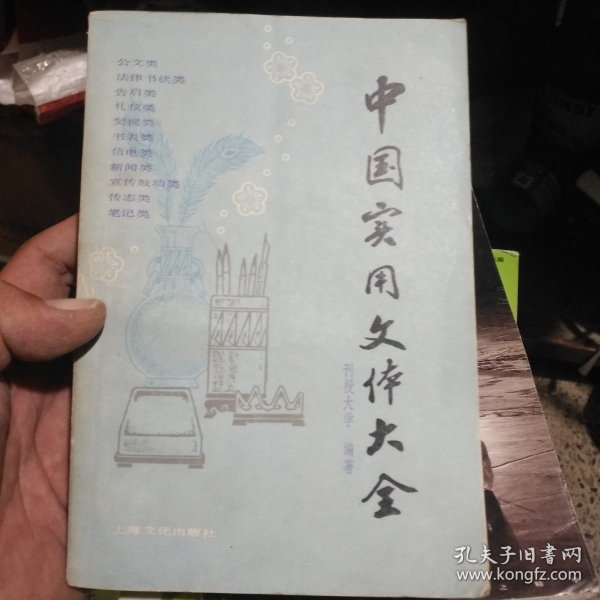 公文类
法律书状类
告启类
礼仪类
契据类
书表类
信电类
新闻类
宣传鼓动类
传志类
笔记类
中国实用文体大全
刊授大学 编著
上海文化出版社
孔夫子旧书网
www.kongfz.com